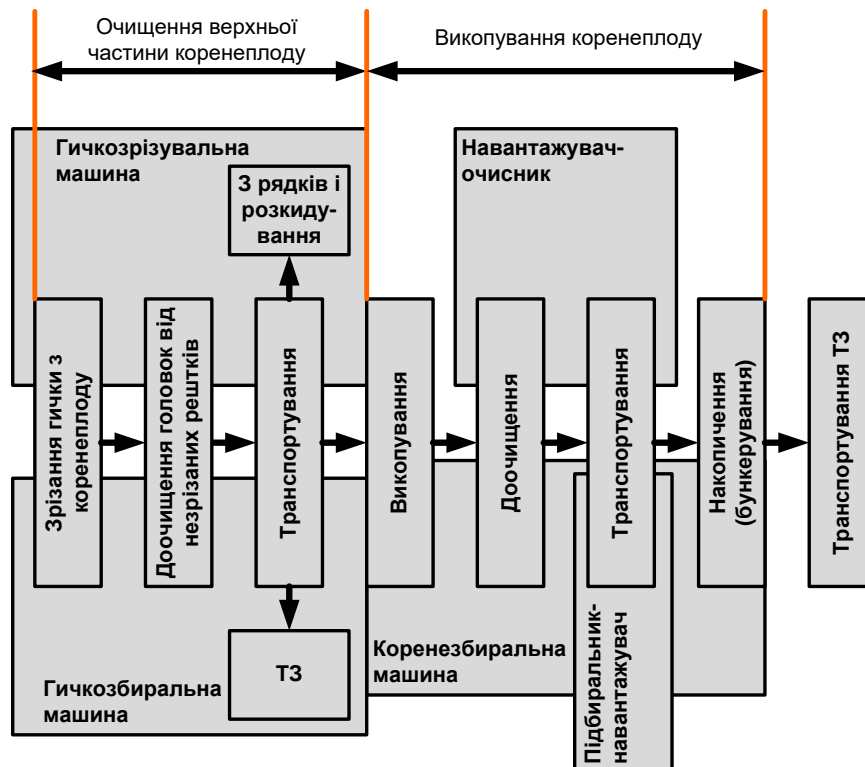 Очищення верхньої
частини коренеплоду
Викопування коренеплоду
Гичкозрізувальна
машина
Навантажувач-
очисник
З рядків і
розкиду-
вання
Зрізання гички з
коренеплоду
Доочищення головок від
незрізаних рештків
Транспортування
Викопування
Доочищення
Транспортування
Накопичення
(бункерування)
Транспортування ТЗ
ТЗ
Гичкозбиральна
машина
Коренезбиральна
машина
Підбиральник-
навантажувач